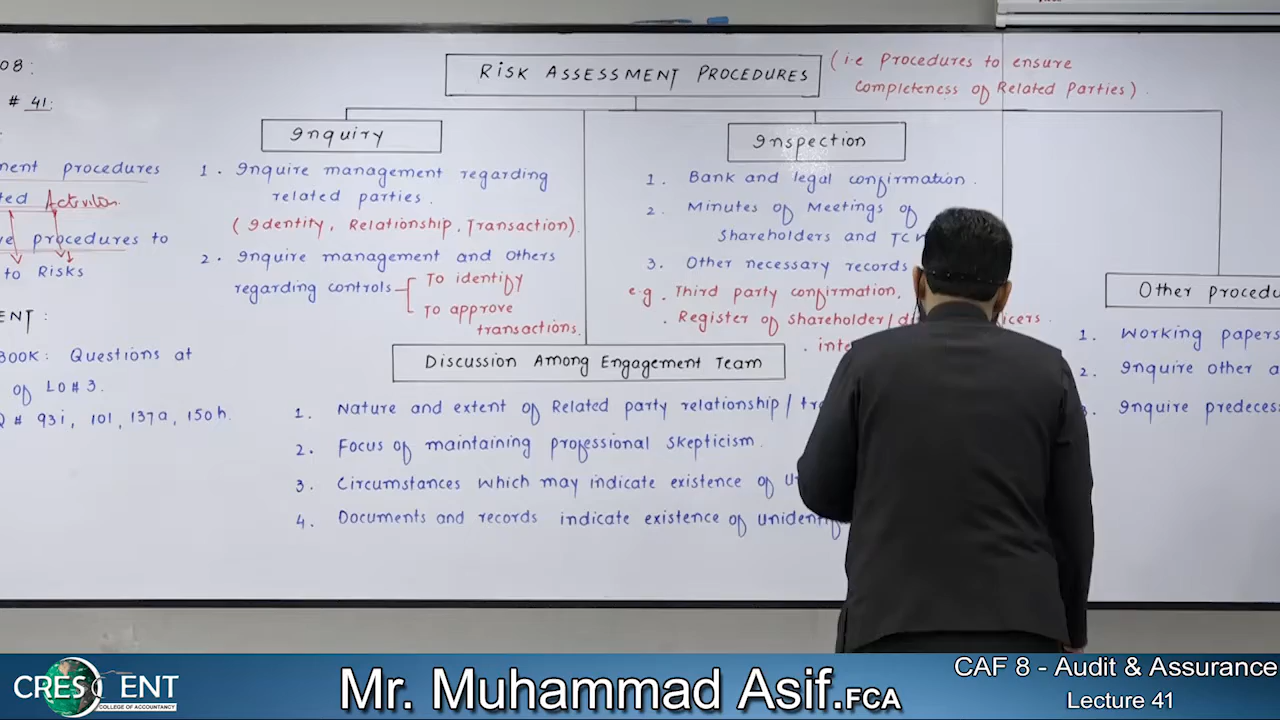 08:
# 41:
ment procedures
ted Activities
ve procedures to
to Risks
ENT:
BOOK: Questions at
of LO#3.
Q # 93i, 101, 137a, 150h.
RISK ASSESSMENT PROCEDURES
(i.e Procedures to ensure
Completeness of Related Parties).
Inquiry
1. Inquire management regarding
related parties.
(Identity, Relationship, Transaction).
2. Inquire management and others
regarding controls
To identify
To approve
transactions.
Inspection
1. Bank and legal confirmation.
2. Minutes of Meetings of
Shareholders and TCW
3. Other necessary records
e.g. Third party confirmation.
. Register of shareholder/
. inte
Discussion Among Engagement Team
1. Nature and extent of Related party relationship/
2. Focus of maintaining professional skepticism.
3. Circumstances which may indicate existence of
4. Documents and records indicate existence of unidentif
Other procedu
1. Working papers
2. Inquire other a
3. Inquire predeces
CRESCENT
COLLEGE OF ACCOUNTANCY
Mr. Muhammad Asif.FCA
CAF 8 - Audit & Assurance
Lecture 41